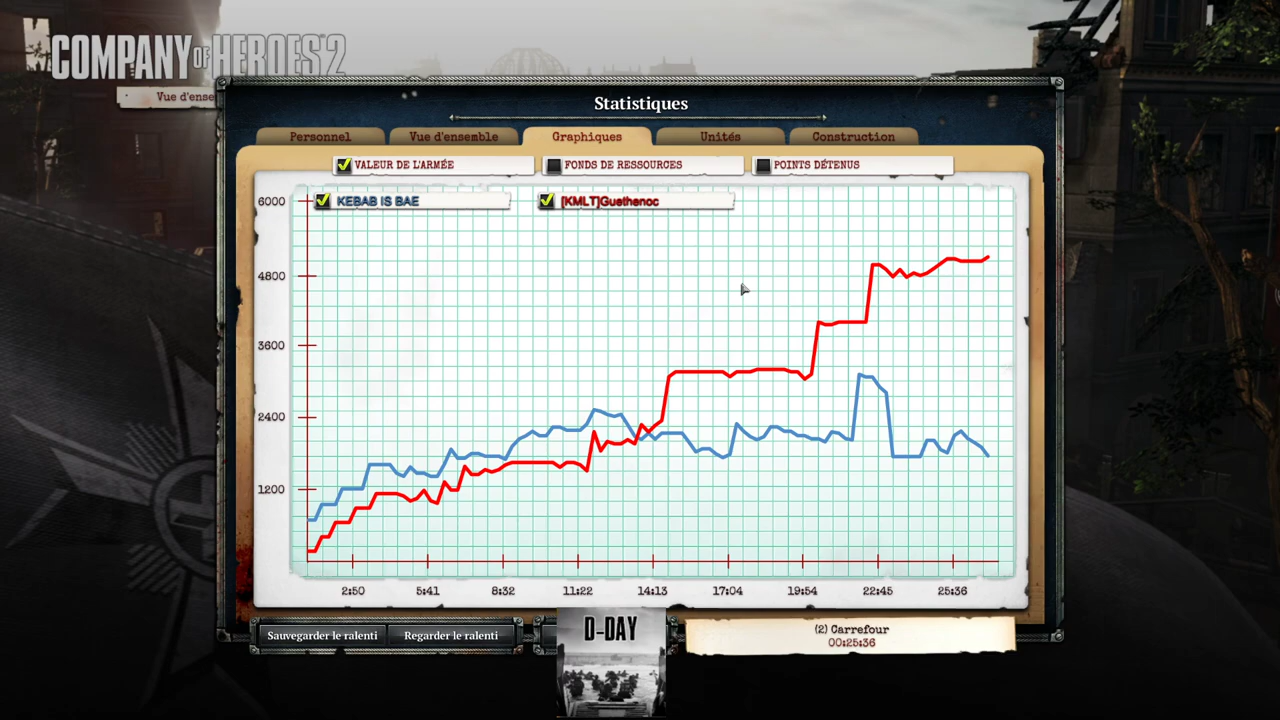 COMPANY OF HEROES 2
Vue d'ense
Statistiques
Personnel
Vue d'ensemble
Graphiques
Unités
Construction
VALEUR DE L'ARMÉE
FONDS DE RESSOURCES
POINTS DÉTENUS
KEBAB IS BAE
[KMLT]Guethenoc
6000
4800
3600
2400
1200
2:50 5:41 8:32 11:22 14:13 17:04 19:54 22:45 25:36
Sauvegarder le ralenti
Regarder le ralenti
D-DAY
(2) Carrefour
00:25:36